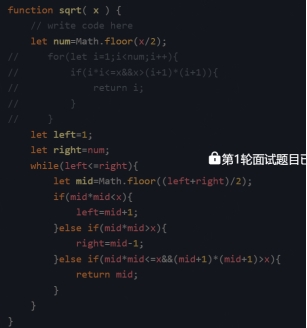 function sqrt( x ) {
// write code here
let num=Math.floor(x/2);
// for(let i=1;i<num;i++){
// if(i*i<=x&&x>(i+1)*(i+1)){
// return i;
// }
// }
let left=1;
let right=num;
while(left<=right){
let mid=Math.floor((left+right)/2);
if(mid*mid<x){
left=mid+1;
}else if(mid*mid>x){
right=mid-1;
}else if(mid*mid<=x&&(mid+1)*(mid+1)>x){
return mid;
}
}
}
第1轮面试题目已